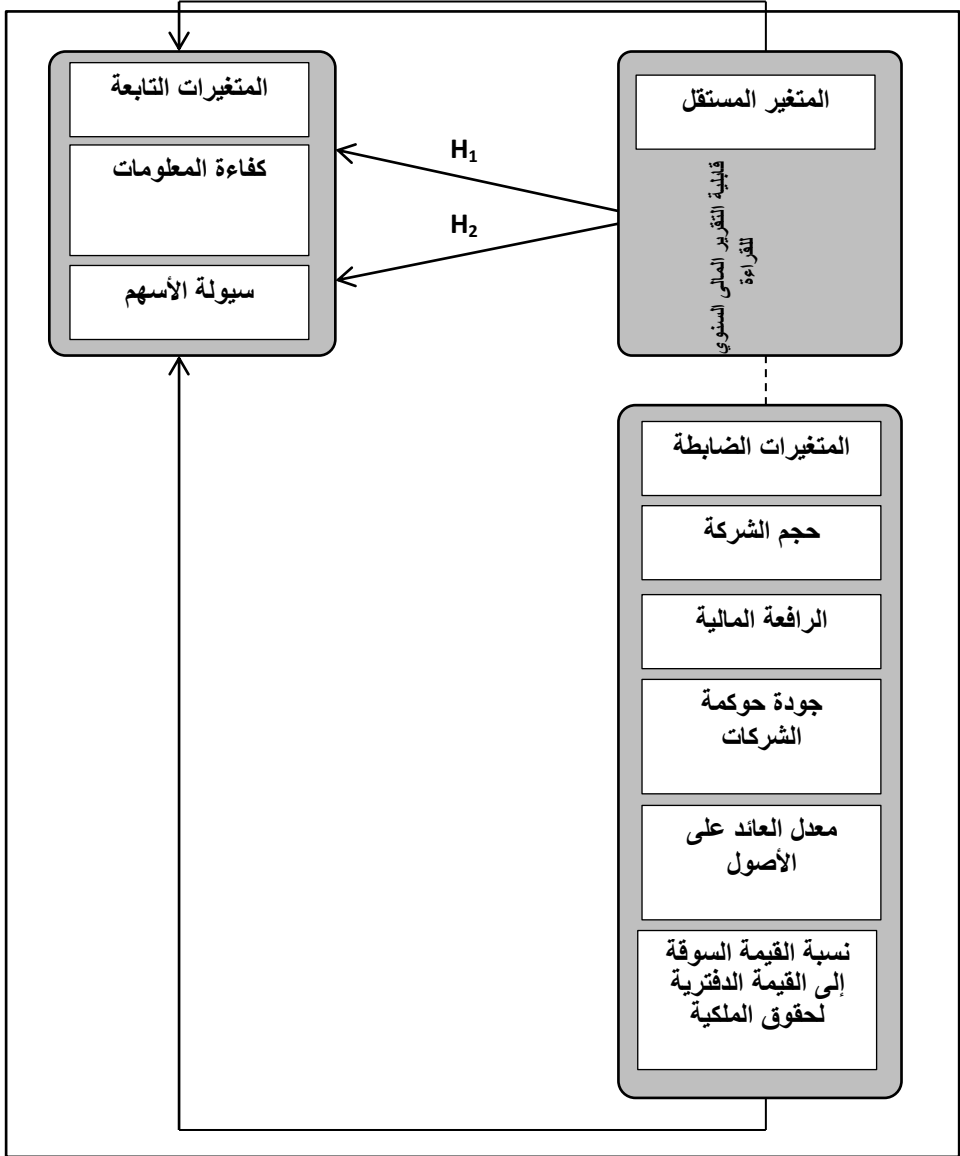 المتغير المستقل
قابلية التقرير المالى السنوي
للقراءة
المتغيرات التابعة
كفاءة المعلومات
سيولة الأسهم
H₁
H₂
المتغيرات الضابطة
حجم الشركة
الرافعة المالية
جودة حوكمة
الشركات
معدل العائد على
الأصول
نسبة القيمة السوقة
إلى القيمة الدفترية
لحقوق الملكية